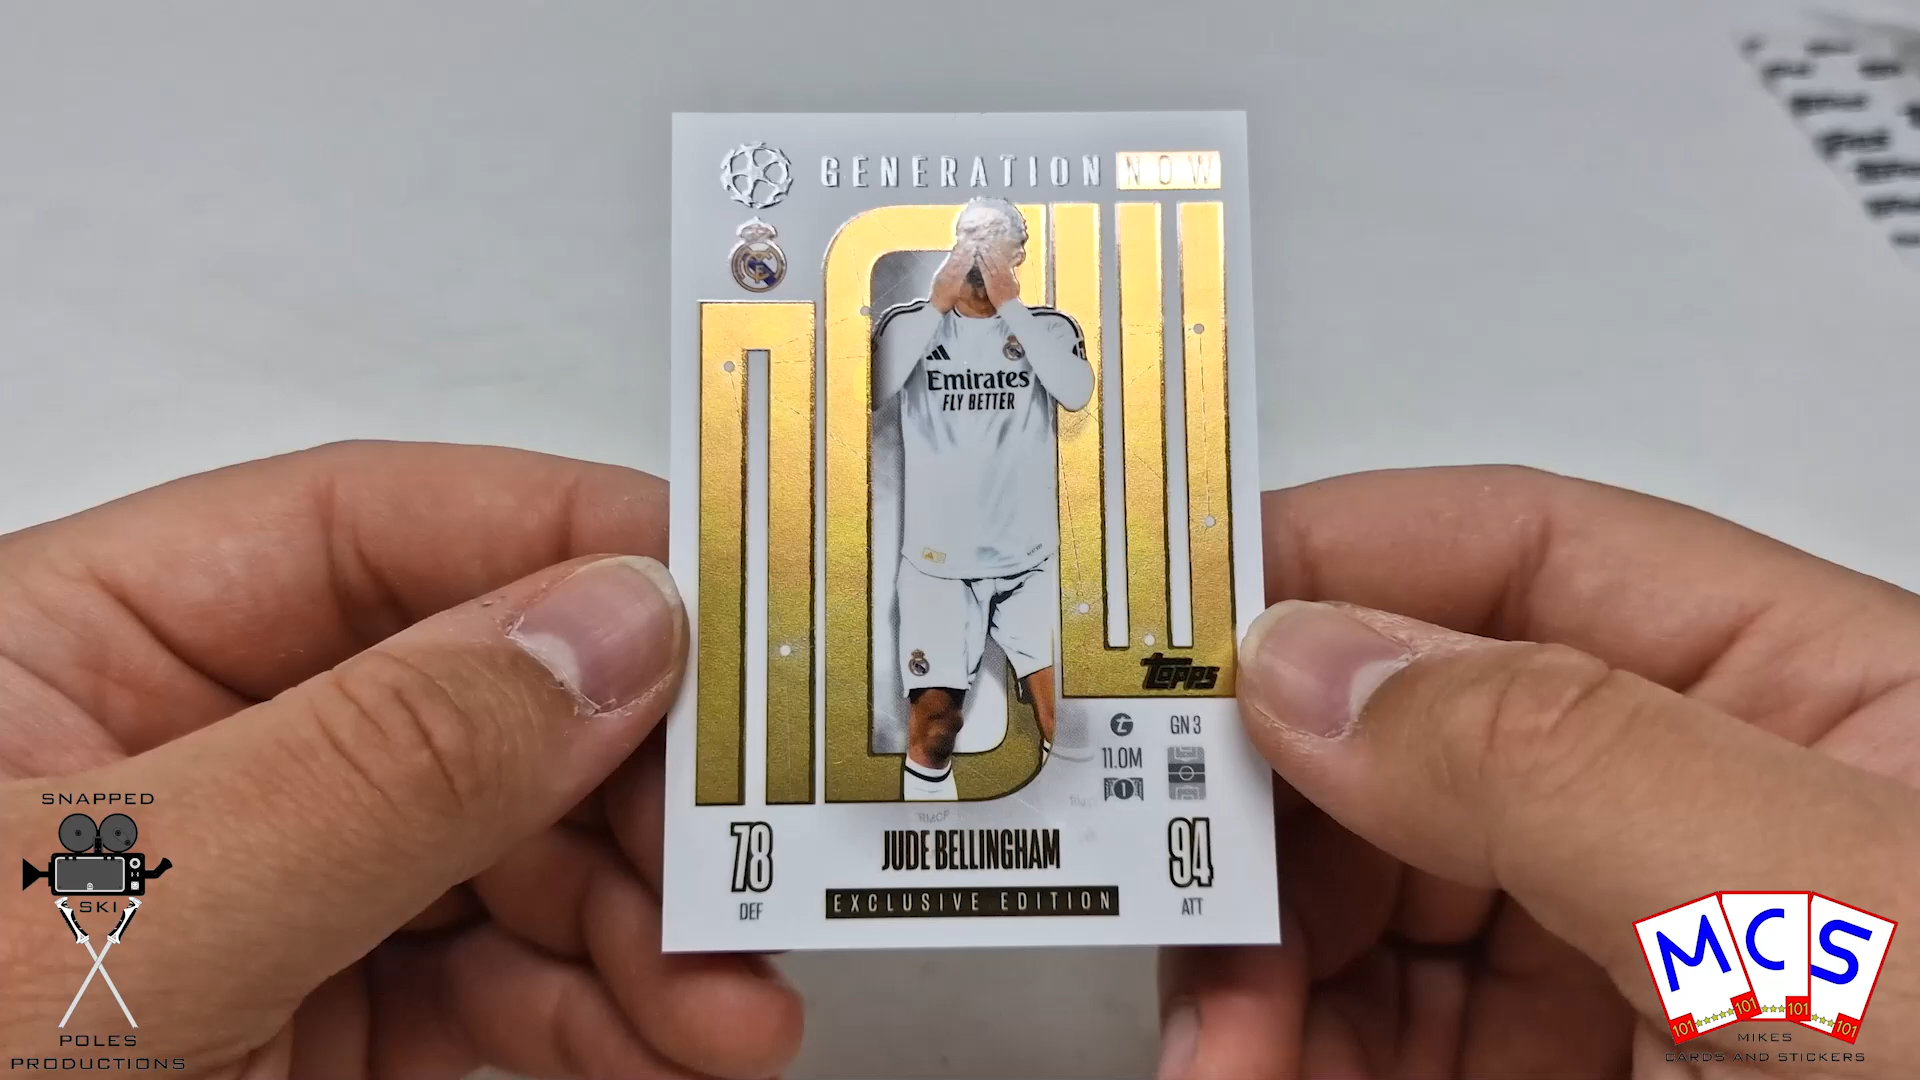 GENERATION NOW
now
Emirates
FLY BETTER
topps
t
GN 3
11.0M
1
RMCF
78
JUDE BELLINGHAM
94
DEF
EXCLUSIVE EDITION
ATT
SNAPPED
SKI
POLES
PRODUCTIONS
MCS
101 101 101 101
MIKES
CARDS AND STICKERS